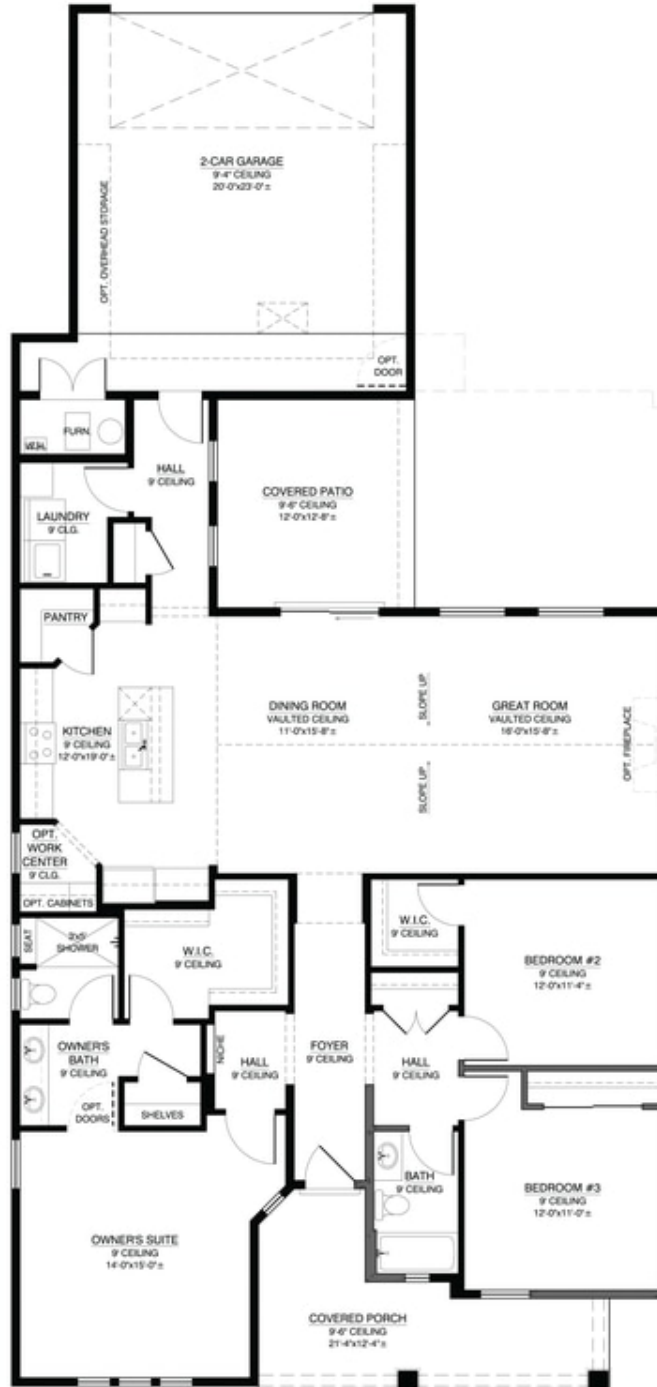 2-CAR GARAGE
9'-4" CEILING
20'-0"x23'-0"±
OPT. OVERHEAD STORAGE
OPT.
DOOR
W.H.
FURN.
HALL
9' CEILING
LAUNDRY
9' CLG.
COVERED PATIO
9'-6" CEILING
12'-0"x12'-8"±
PANTRY
KITCHEN
9' CEILING
12'-0"x19'-0"±
DINING ROOM
VAULTED CEILING
11'-0"x15'-8"±
SLOPE UP
SLOPE UP
GREAT ROOM
VAULTED CEILING
16'-0"x15'-8"±
OPT. FIREPLACE
OPT.
WORK
CENTER
9' CLG.
OPT. CABINETS
SEAT
3'x5'
SHOWER
W.I.C.
9' CEILING
W.I.C.
9' CEILING
BEDROOM #2
9' CEILING
12'-0"x11'-4"±
OWNER'S
BATH
9' CEILING
OPT.
DOORS
SHELVES
NICHE
HALL
9' CEILING
FOYER
9' CEILING
HALL
9' CEILING
BATH
9' CEILING
BEDROOM #3
9' CEILING
12'-0"x11'-0"±
OWNER'S SUITE
9' CEILING
14'-0"x15'-0"±
COVERED PORCH
9'-6" CEILING
21'-4"x12'-4"±